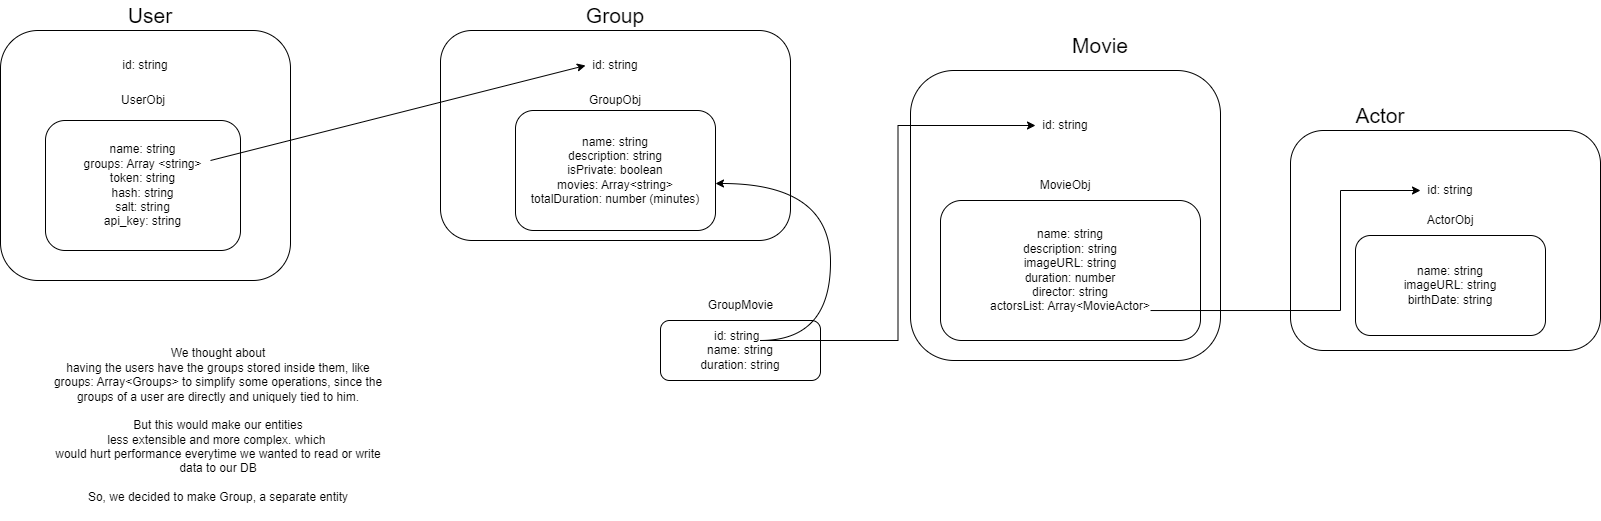 User
id: string
UserObj
name: string
groups: Array <string>
token: string
hash: string
salt: string
api_key: string
Group
id: string
GroupObj
name: string
description: string
isPrivate: boolean
movies: Array<string>
totalDuration: number (minutes)
GroupMovie
id: string
name: string
duration: string
Movie
id: string
MovieObj
name: string
description: string
imageURL: string
duration: number
director: string
actorsList: Array<MovieActor>
Actor
id: string
ActorObj
name: string
imageURL: string
birthDate: string
We thought about
having the users have the groups stored inside them, like
groups: Array<Groups> to simplify some operations, since the
groups of a user are directly and uniquely tied to him.
But this would make our entities
less extensible and more complex. which
would hurt performance everytime we wanted to read or write
data to our DB
So, we decided to make Group, a separate entity